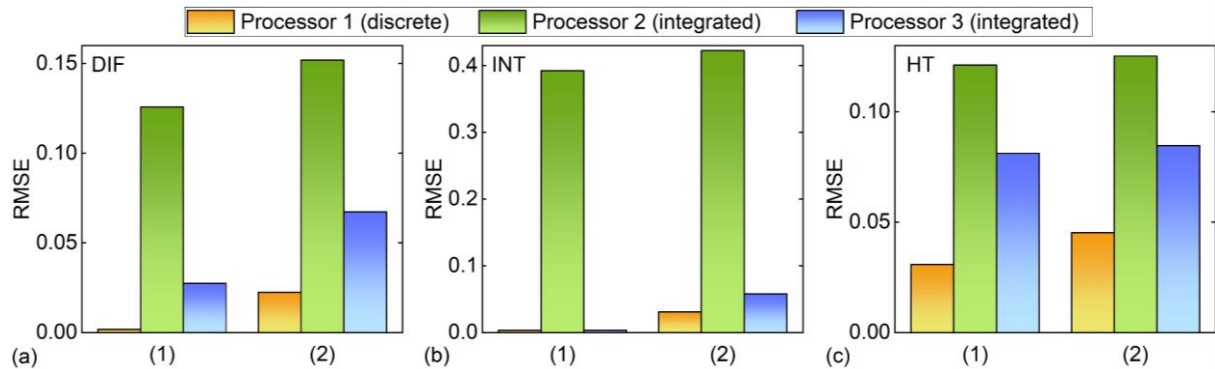 Processor 1 (discrete) Processor 2 (integrated) Processor 3 (integrated)
DIF
RMSE
0.15
0.10
0.05
0.00
(a)
(1) (2)
INT
RMSE
0.4
0.3
0.2
0.1
0.0
(b)
(1) (2)
HT
RMSE
0.10
0.05
0.00
(c)
(1) (2)